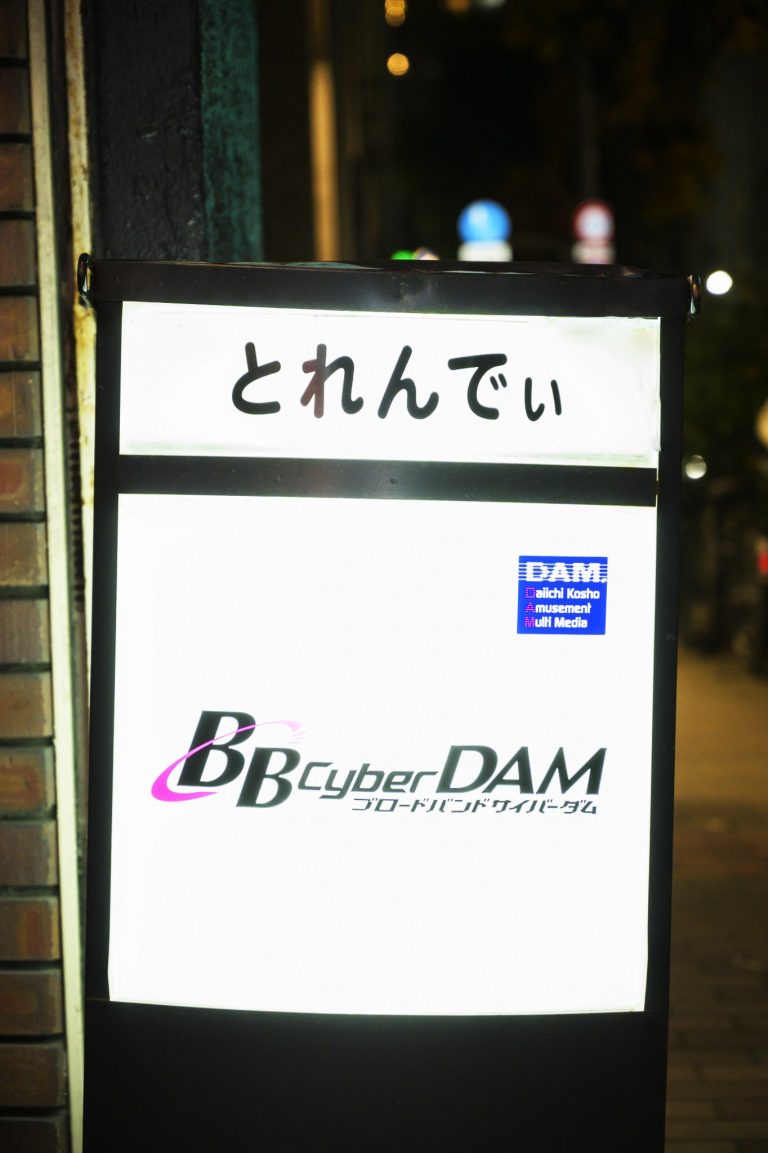 とれんでぃ
DAM
Daiichi Kosho
Amusement
Multi Media
BB Cyber DAM
ブロードバンドサイバーダム